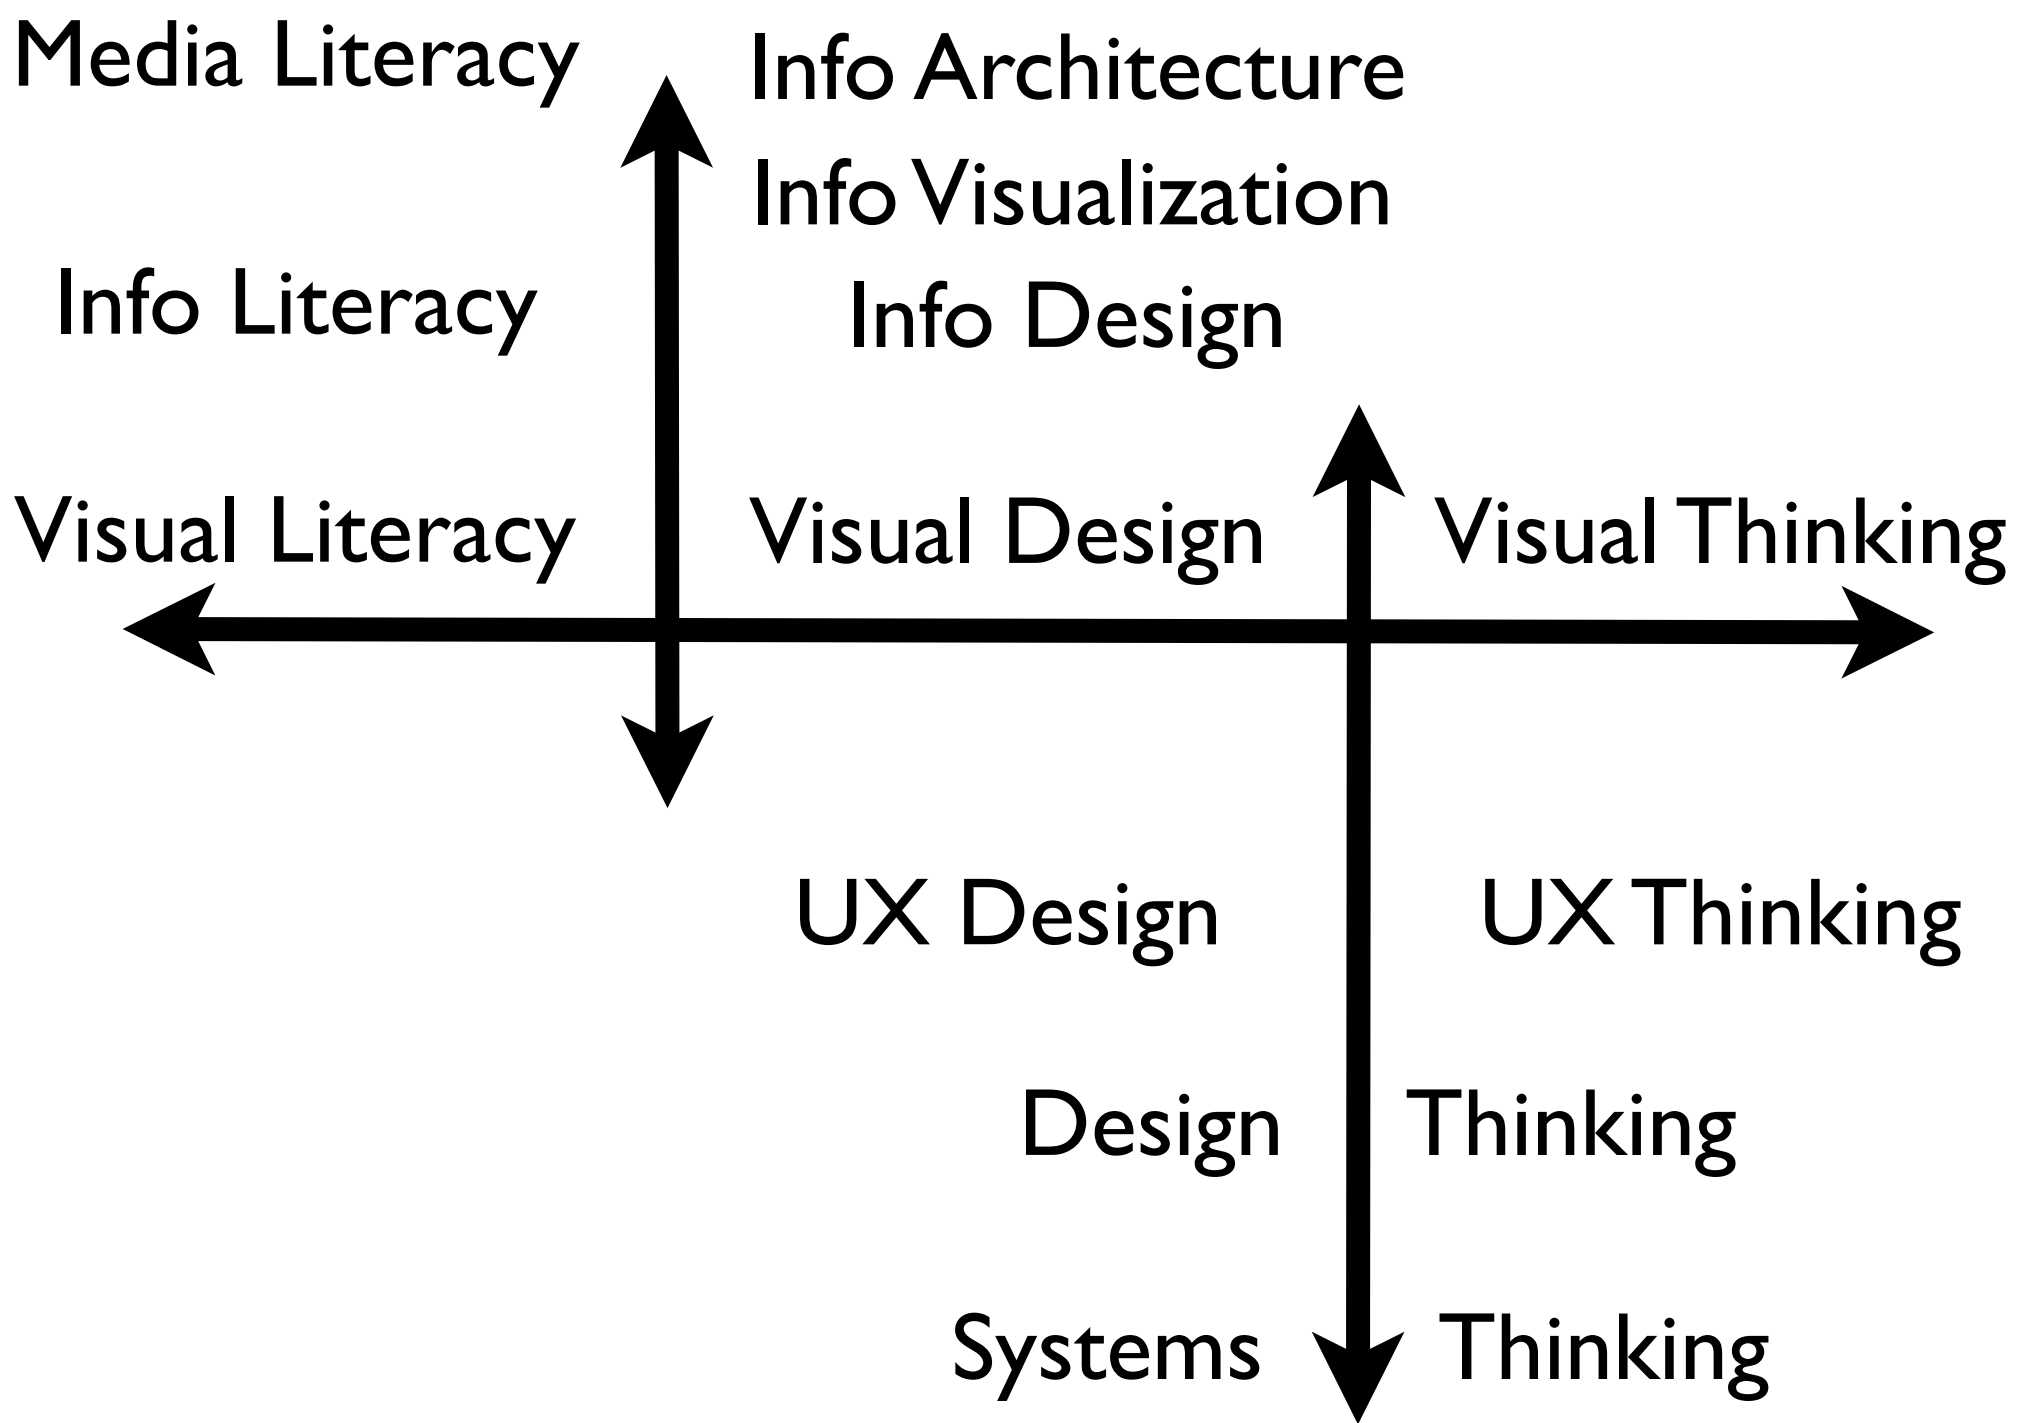 Media Literacy
Info Architecture
Info Visualization
Info Literacy
Info Design
Visual Literacy
Visual Design
Visual Thinking
UX Design
UX Thinking
Design Thinking
Systems Thinking